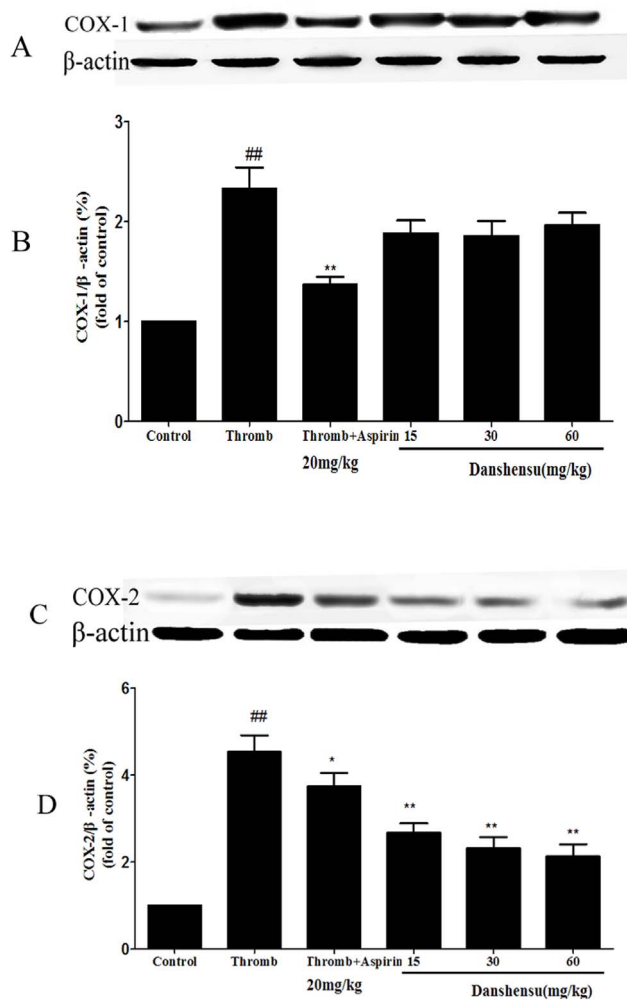 COX-1
A
β-actin
3
##
2
**
B
COX-1/β -actin (%)
(fold of control)
1
0
Control Thromb Thromb+Aspirin 15 30 60
20mg/kg Danshensu(mg/kg)
COX-2
C
β-actin
6
##
*
4
**
**
**
D
COX-2/β -actin (%)
(fold of control)
2
0
Control Thromb Thromb+Aspirin 15 30 60
20mg/kg Danshensu(mg/kg)